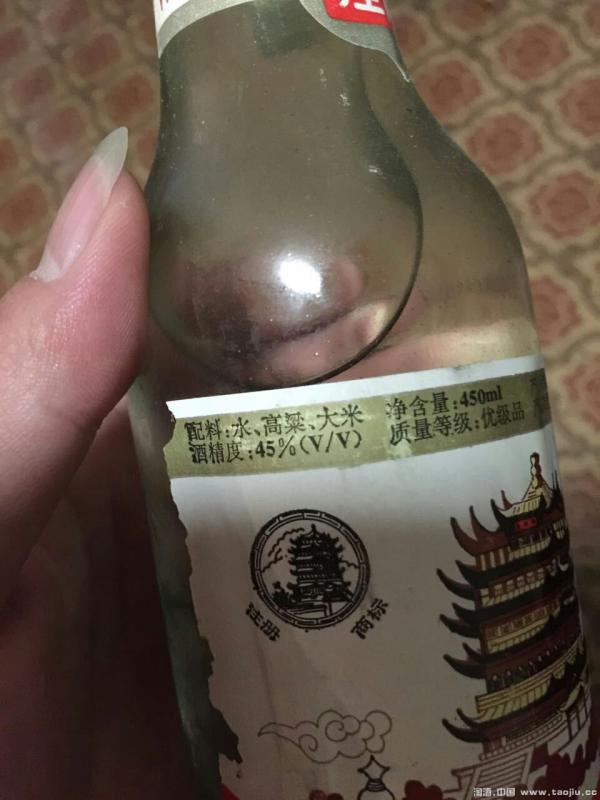 配料:水、高粱、大米
酒精度:45%(V/V)
净含量:450ml
质量等级:优级品
注册 商标
淘酒.中国 www.taojiu.cc